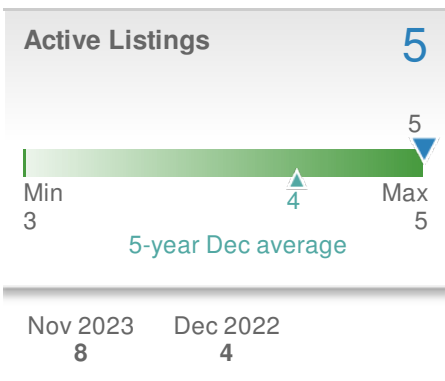 Active Listings 5
5
Min 4 Max
3 5
5-year Dec average
Nov 2023 Dec 2022
8 4